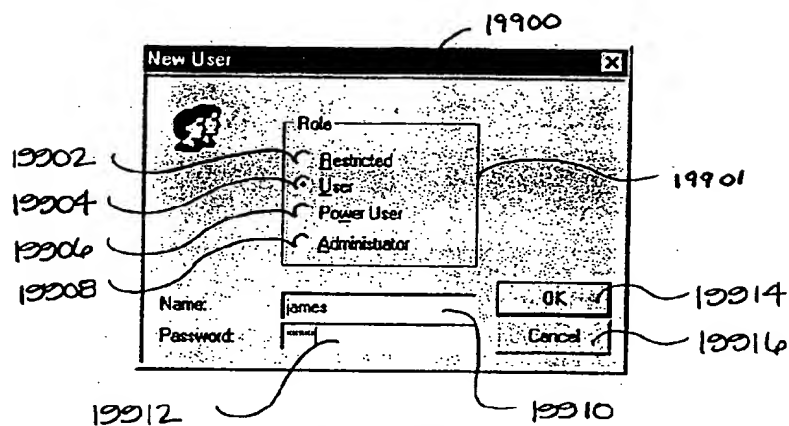 19900
New User
Role
19902
Restricted
19901
19904
User
19906
Power User
19908
Administrator
Name:
james
OK
19914
Password:
*****
Cancel
19916
19912
19910